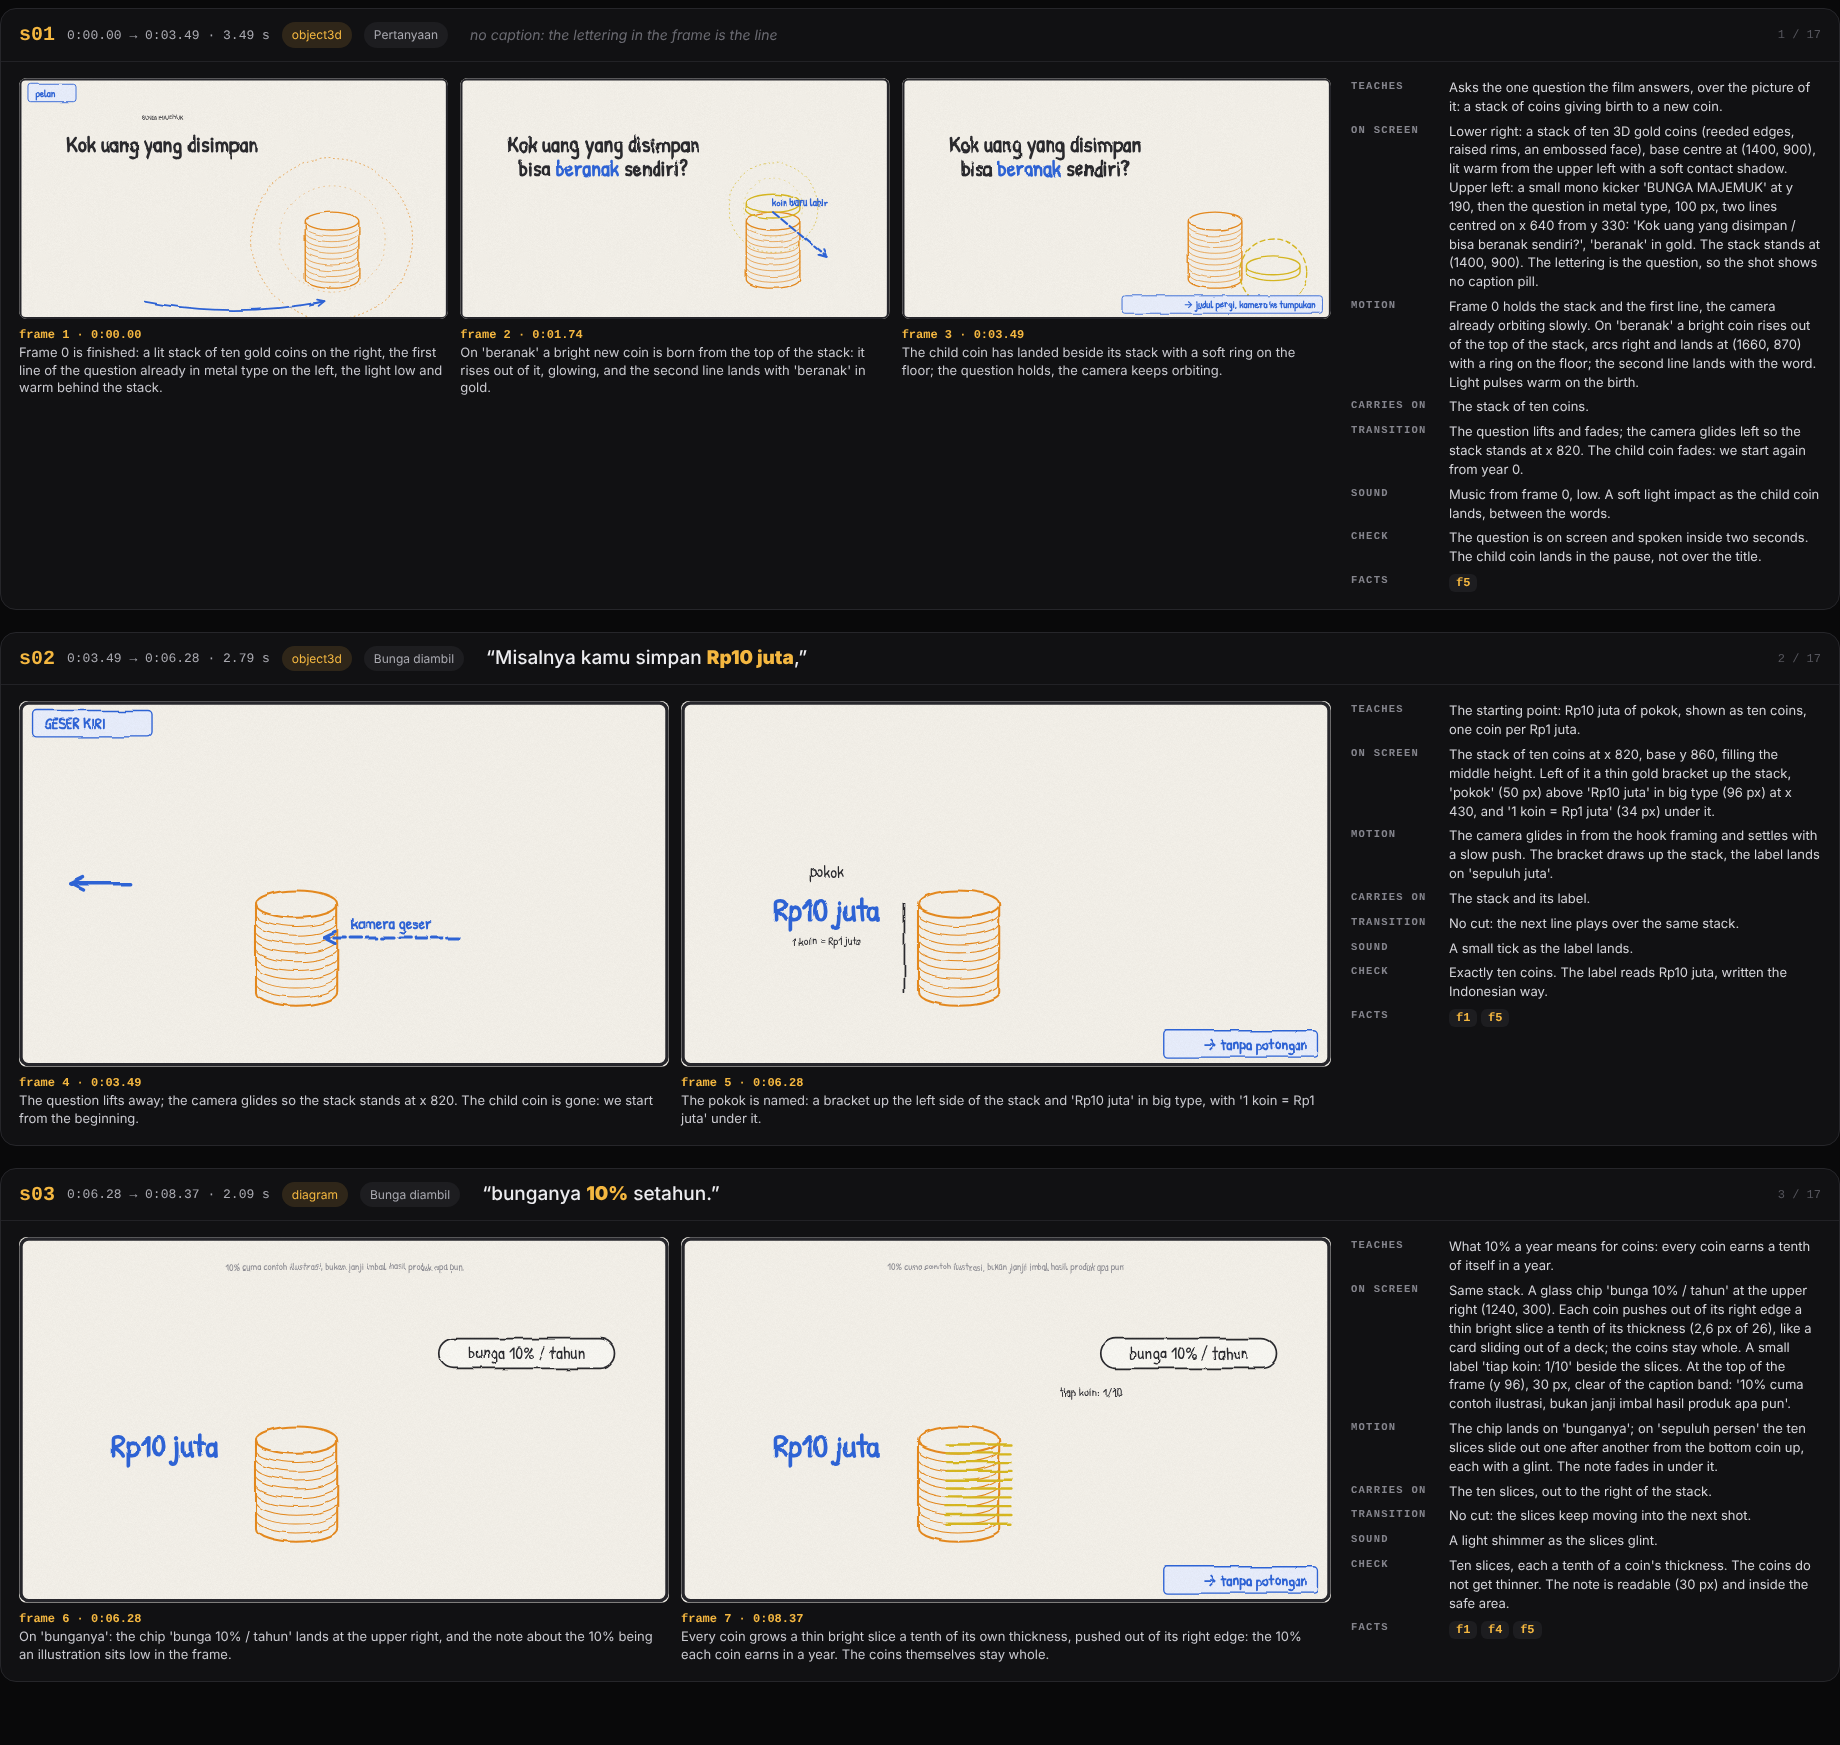 s01 0:00.00 → 0:03.49 · 3.49 s object3d Pertanyaan no caption: the lettering in the frame is the line 1 / 17
pelan
BUNGA MAJEMUK
Kok uang yang disimpan
Kok uang yang disimpan
bisa beranak sendiri?
koin baru lahir
Kok uang yang disimpan
bisa beranak sendiri?
→ judul pergi, kamera ke tumpukan
frame 1 · 0:00.00
Frame 0 is finished: a lit stack of ten gold coins on the right, the first
line of the question already in metal type on the left, the light low and
warm behind the stack.
frame 2 · 0:01.74
On 'beranak' a bright new coin is born from the top of the stack: it
rises out of it, glowing, and the second line lands with 'beranak' in
gold.
frame 3 · 0:03.49
The child coin has landed beside its stack with a soft ring on the
floor; the question holds, the camera keeps orbiting.
TEACHES
Asks the one question the film answers, over the picture of
it: a stack of coins giving birth to a new coin.
ON SCREEN
Lower right: a stack of ten 3D gold coins (reeded edges,
raised rims, an embossed face), base centre at (1400, 900),
lit warm from the upper left with a soft contact shadow.
Upper left: a small mono kicker 'BUNGA MAJEMUK' at y
190, then the question in metal type, 100 px, two lines
centred on x 640 from y 330: 'Kok uang yang disimpan /
bisa beranak sendiri?', 'beranak' in gold. The stack stands at
(1400, 900). The lettering is the question, so the shot shows
no caption pill.
MOTION
Frame 0 holds the stack and the first line, the camera
already orbiting slowly. On 'beranak' a bright coin rises out
of the top of the stack, arcs right and lands at (1660, 870)
with a ring on the floor; the second line lands with the word.
Light pulses warm on the birth.
CARRIES ON
The stack of ten coins.
TRANSITION
The question lifts and fades; the camera glides left so the
stack stands at x 820. The child coin fades: we start again
from year 0.
SOUND
Music from frame 0, low. A soft light impact as the child coin
lands, between the words.
CHECK
The question is on screen and spoken inside two seconds.
The child coin lands in the pause, not over the title.
FACTS
f5
s02 0:03.49 → 0:06.28 · 2.79 s object3d Bunga diambil “Misalnya kamu simpan Rp10 juta,” 2 / 17
GESER KIRI
kamera geser
pokok
Rp10 juta
1 koin = Rp1 juta
→ tanpa potongan
frame 4 · 0:03.49
The question lifts away; the camera glides so the stack stands at x 820. The child coin is gone: we start
from the beginning.
frame 5 · 0:06.28
The pokok is named: a bracket up the left side of the stack and 'Rp10 juta' in big type, with '1 koin = Rp1
juta' under it.
TEACHES
The starting point: Rp10 juta of pokok, shown as ten coins,
one coin per Rp1 juta.
ON SCREEN
The stack of ten coins at x 820, base y 860, filling the
middle height. Left of it a thin gold bracket up the stack,
'pokok' (50 px) above 'Rp10 juta' in big type (96 px) at x
430, and '1 koin = Rp1 juta' (34 px) under it.
MOTION
The camera glides in from the hook framing and settles with
a slow push. The bracket draws up the stack, the label lands
on 'sepuluh juta'.
CARRIES ON
The stack and its label.
TRANSITION
No cut: the next line plays over the same stack.
SOUND
A small tick as the label lands.
CHECK
Exactly ten coins. The label reads Rp10 juta, written the
Indonesian way.
FACTS
f1 f5
s03 0:06.28 → 0:08.37 · 2.09 s diagram Bunga diambil “bunganya 10% setahun.” 3 / 17
10% cuma contoh ilustrasi, bukan janji imbal hasil produk apa pun.
bunga 10% / tahun
Rp10 juta
10% cuma contoh ilustrasi, bukan janji imbal hasil produk apa pun
bunga 10% / tahun
tiap koin: 1/10
Rp10 juta
→ tanpa potongan
frame 6 · 0:06.28
On 'bunganya': the chip 'bunga 10% / tahun' lands at the upper right, and the note about the 10% being
an illustration sits low in the frame.
frame 7 · 0:08.37
Every coin grows a thin bright slice a tenth of its own thickness, pushed out of its right edge: the 10%
each coin earns in a year. The coins themselves stay whole.
TEACHES
What 10% a year means for coins: every coin earns a tenth
of itself in a year.
ON SCREEN
Same stack. A glass chip 'bunga 10% / tahun' at the upper
right (1240, 300). Each coin pushes out of its right edge a
thin bright slice a tenth of its thickness (2,6 px of 26), like a
card sliding out of a deck; the coins stay whole. A small
label 'tiap koin: 1/10' beside the slices. At the top of the
frame (y 96), 30 px, clear of the caption band: '10% cuma
contoh ilustrasi, bukan janji imbal hasil produk apa pun'.
MOTION
The chip lands on 'bunganya'; on 'sepuluh persen' the ten
slices slide out one after another from the bottom coin up,
each with a glint. The note fades in under it.
CARRIES ON
The ten slices, out to the right of the stack.
TRANSITION
No cut: the slices keep moving into the next shot.
SOUND
A light shimmer as the slices glint.
CHECK
Ten slices, each a tenth of a coin's thickness. The coins do
not get thinner. The note is readable (30 px) and inside the
safe area.
FACTS
f1 f4 f5